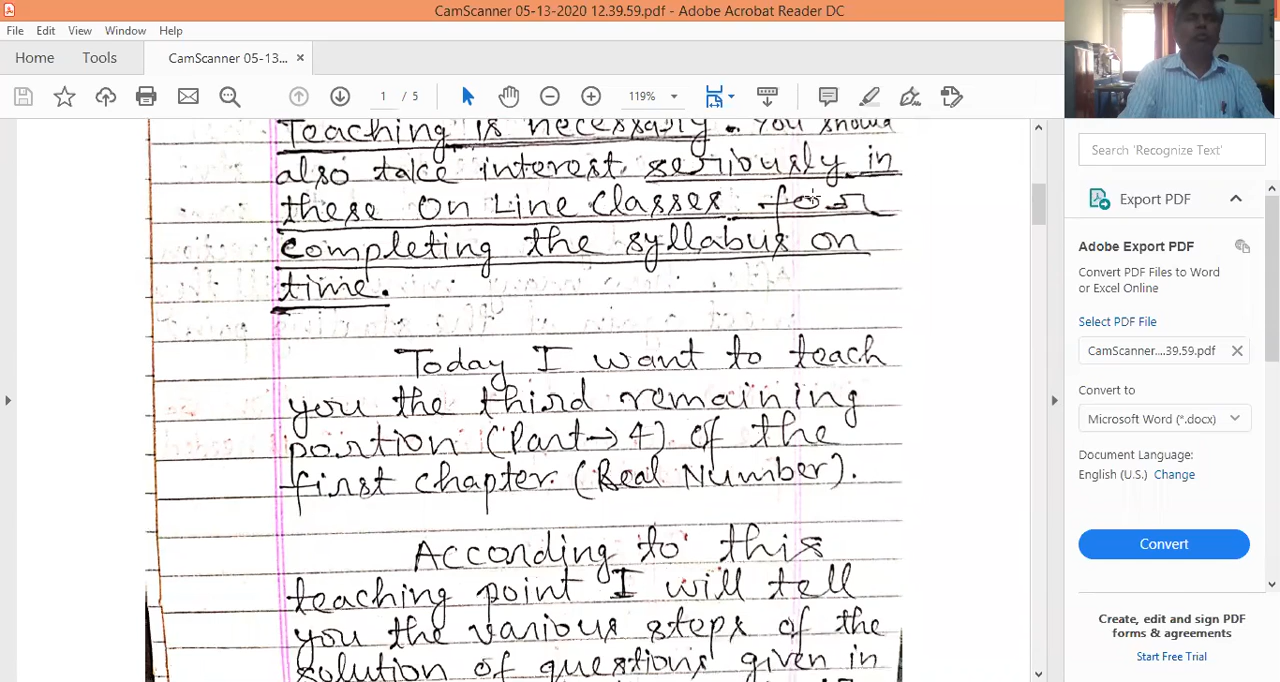 CamScanner 05-13-2020 12.39.59.pdf - Adobe Acrobat Reader DC
File Edit View Window Help
Home Tools CamScanner 05-13... ×
1 / 5 119%
Teaching is necessary. You should
also take interest seriously in
these On Line Classes for
completing the syllabus on
time.
Today I want to teach
you the third remaining
portion (Part→4) of the
first chapter (Real Number).
According to this
teaching point I will tell
you the various steps of the
solution of questions given in
Search 'Recognize Text'
Export PDF
Adobe Export PDF
Convert PDF Files to Word
or Excel Online
Select PDF File
CamScanner....39.59.pdf
Convert to
Microsoft Word (*.docx)
Document Language:
English (U.S.) Change
Convert
Create, edit and sign PDF
forms & agreements
Start Free Trial